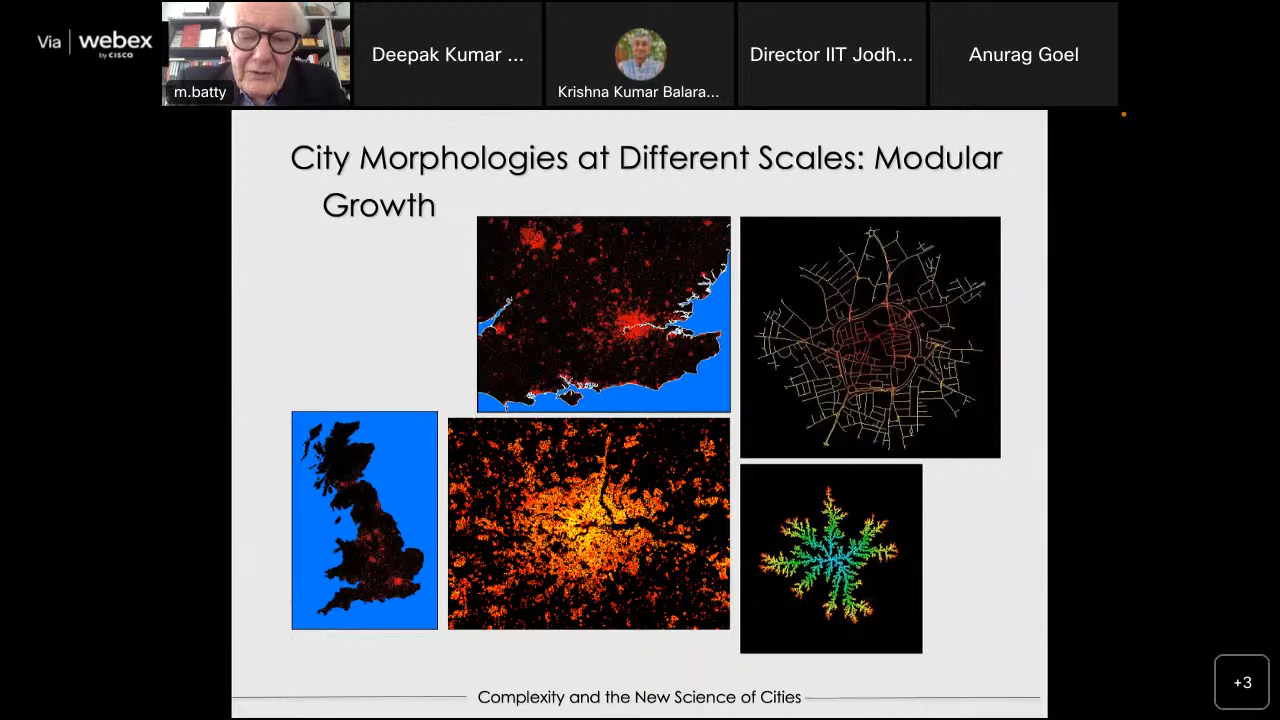 Via webex
by CISCO
m.batty
Deepak Kumar ...
Krishna Kumar Balara...
Director IIT Jodh...
Anurag Goel
City Morphologies at Different Scales: Modular
Growth
Complexity and the New Science of Cities
+3